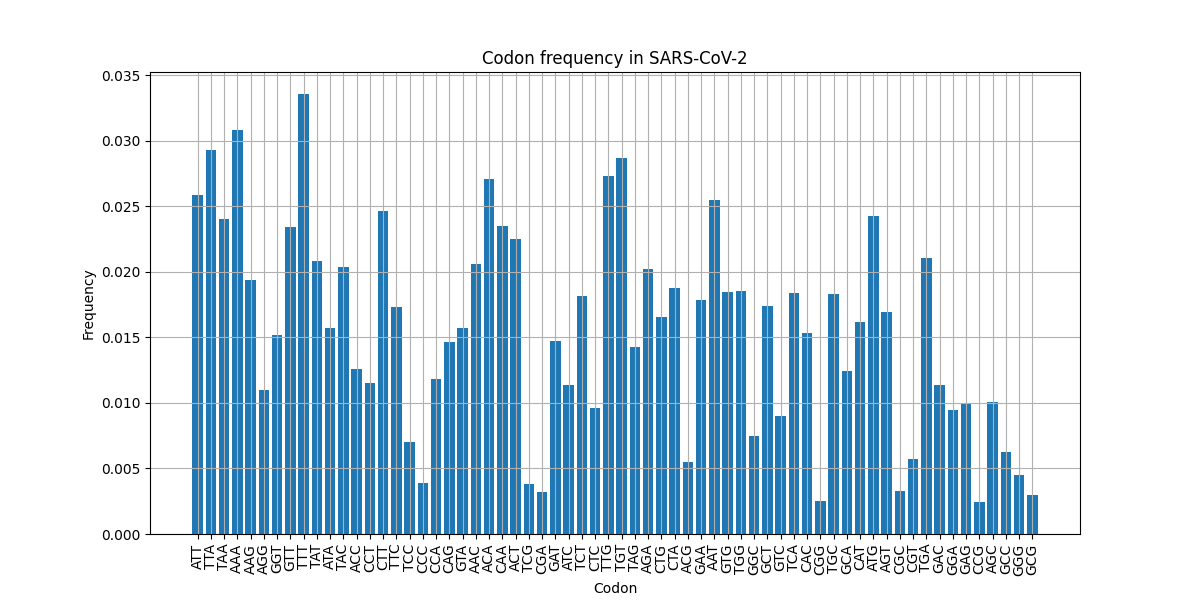 Codon frequency in SARS-CoV-2
Frequency
0.035
0.030
0.025
0.020
0.015
0.010
0.005
0.000
ATT TTA TAA AAA AAG AGG GGT GTT TTT TAT ATA TAC ACC CCT CTT TTC TCC CCC CCA CAG GTA AAC ACA CAA ACT TCG CGA GAT ATC TCT CTC TTG TGT TAG AGA CTG CTA ACG GAA AAT GTG TGG GGC GCT GTC TCA CAC CGG TGC GCA CAT ATG AGT CGC CGT TGA GAC GGA GAG CCG AGC GCC GGG GCG
Codon